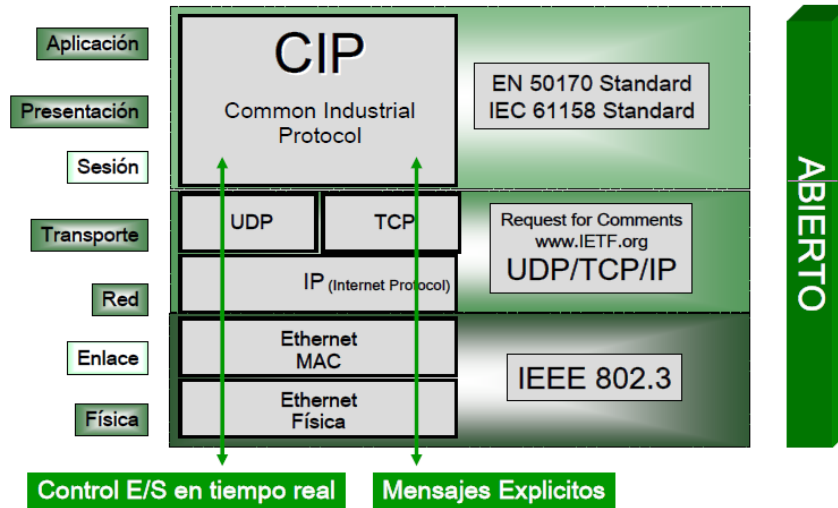 Aplicación
Presentación
Sesión
Transporte
Red
Enlace
Física
CIP
Common Industrial
Protocol
EN 50170 Standard
IEC 61158 Standard
UDP
TCP
Request for Comments
www.IETF.org
UDP/TCP/IP
IP (Internet Protocol)
Ethernet
MAC
IEEE 802.3
Ethernet
Física
ABIERTO
Control E/S en tiempo real
Mensajes Explicitos